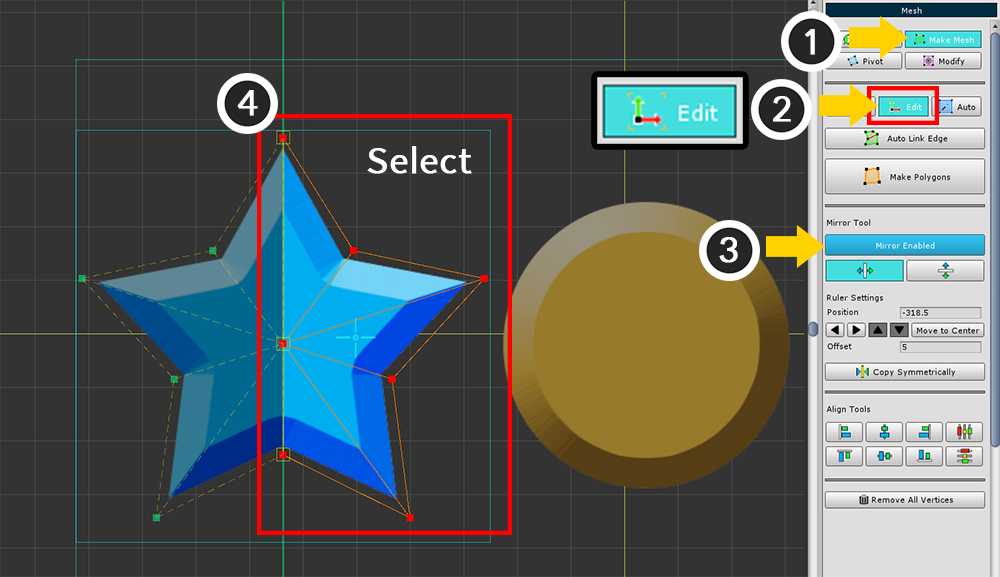 Mesh
1
Make Mesh
Pivot
Modify
4
Edit
2
Edit
Auto
Select
Auto Link Edge
Make Polygons
Mirror Tool
3
Mirror Enabled
Ruler Settings
Position
-318.5
Move to Center
Offset
5
Copy Symmetrically
Align Tools
Remove All Vertices